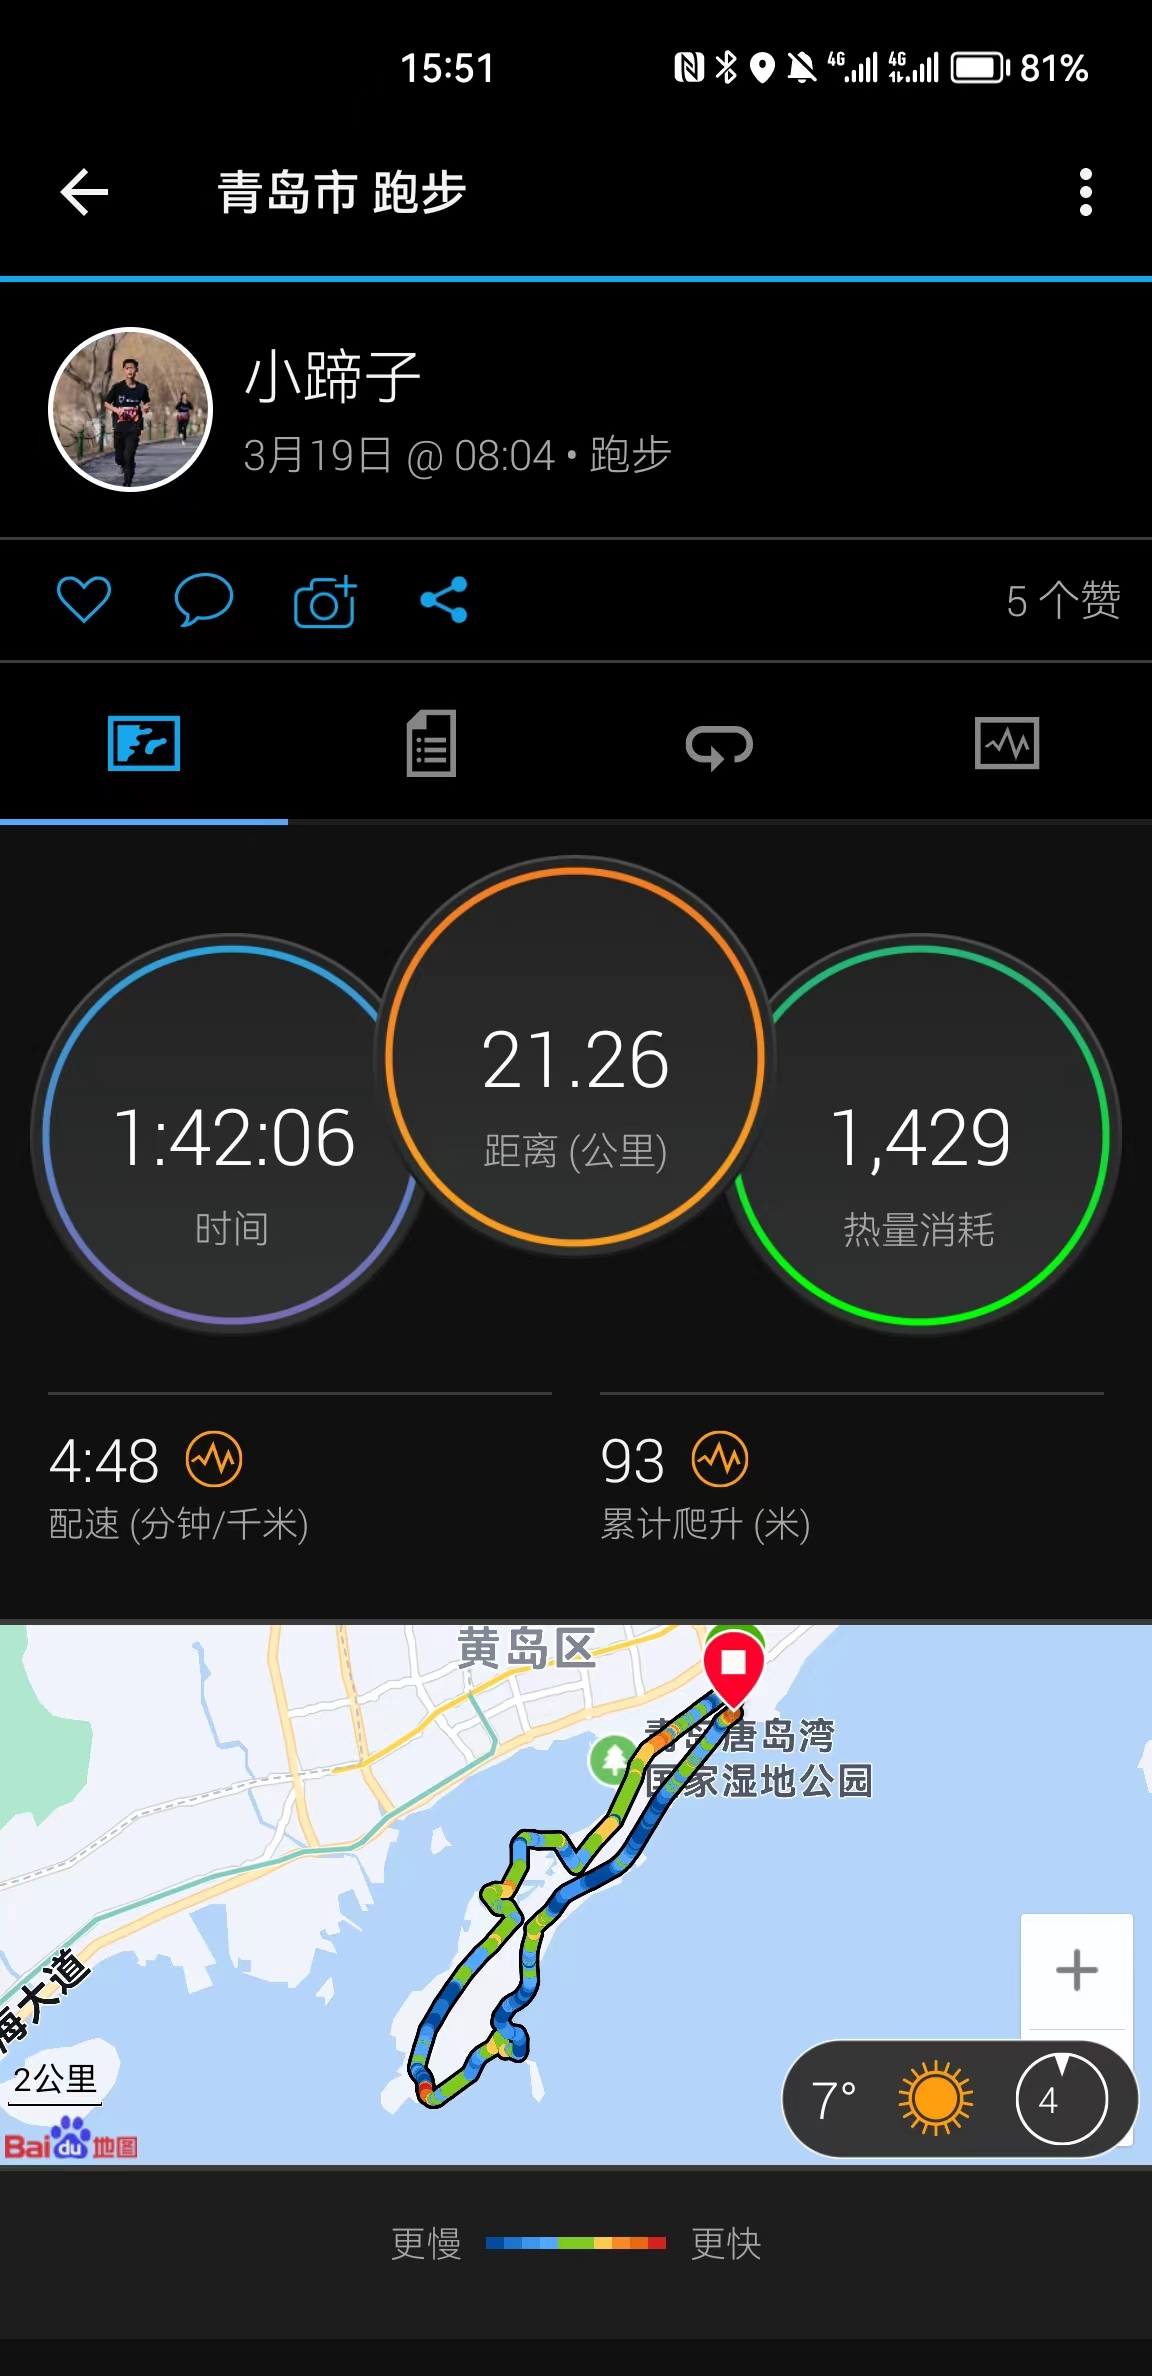 15:51
4G 4G 81%
青岛市 跑步
小蹄子
3月19日 @ 08:04 • 跑步
5 个赞
1:42:06
时间
21.26
距离 (公里)
1,429
热量消耗
4:48
配速 (分钟/千米)
93
累计爬升 (米)
黄岛区
青岛唐岛湾
国家湿地公园
海大道
2公里
Baidu地图
7°
4
更慢
更快